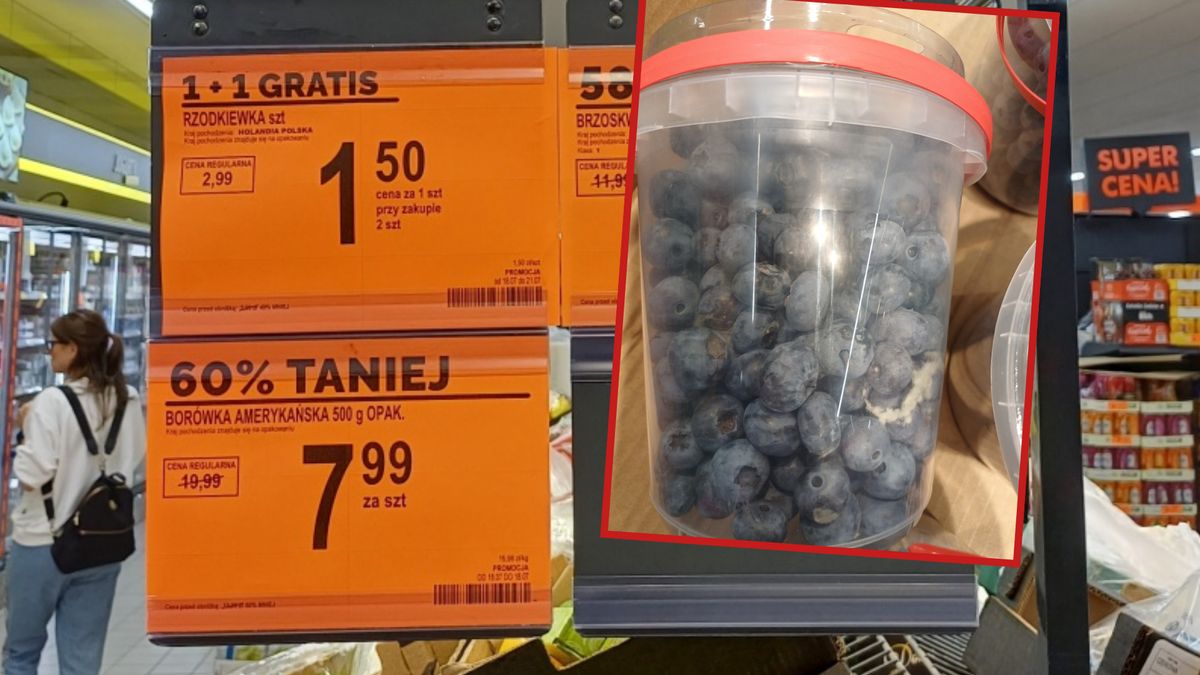 1 + 1 GRATIS
RZODKIEWKA szt
Kraj pochodzenia: HOLANDIA POLSKA
Kraj pochodzenia znajduje się na opakowaniu
CENA REGULARNA
2,99
1 50
cena za 1 szt
przy zakupie
2 szt
PROMOCJA
58
BRZOSK
Kraj pochodzenia:
CENA REGULARNA
11,99
60% TANIEJ
BORÓWKA AMERYKAŃSKA 500 g OPAK.
Kraj pochodzenia znajduje się na opakowaniu
CENA REGULARNA
19,99
7 99
za szt
PROMOCJA
SUPER
CENA!